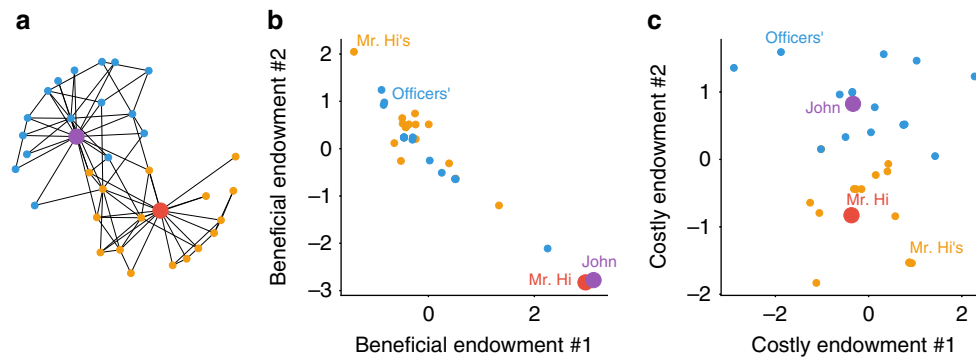 a
b
c
Beneficial endowment #2
2
1
0
−1
−2
−3
Mr. Hi's
Officers'
Mr. Hi
John
0
2
Beneficial endowment #1
Costly endowment #2
2
1
0
−1
−2
Officers'
John
Mr. Hi
Mr. Hi's
−2
0
2
Costly endowment #1